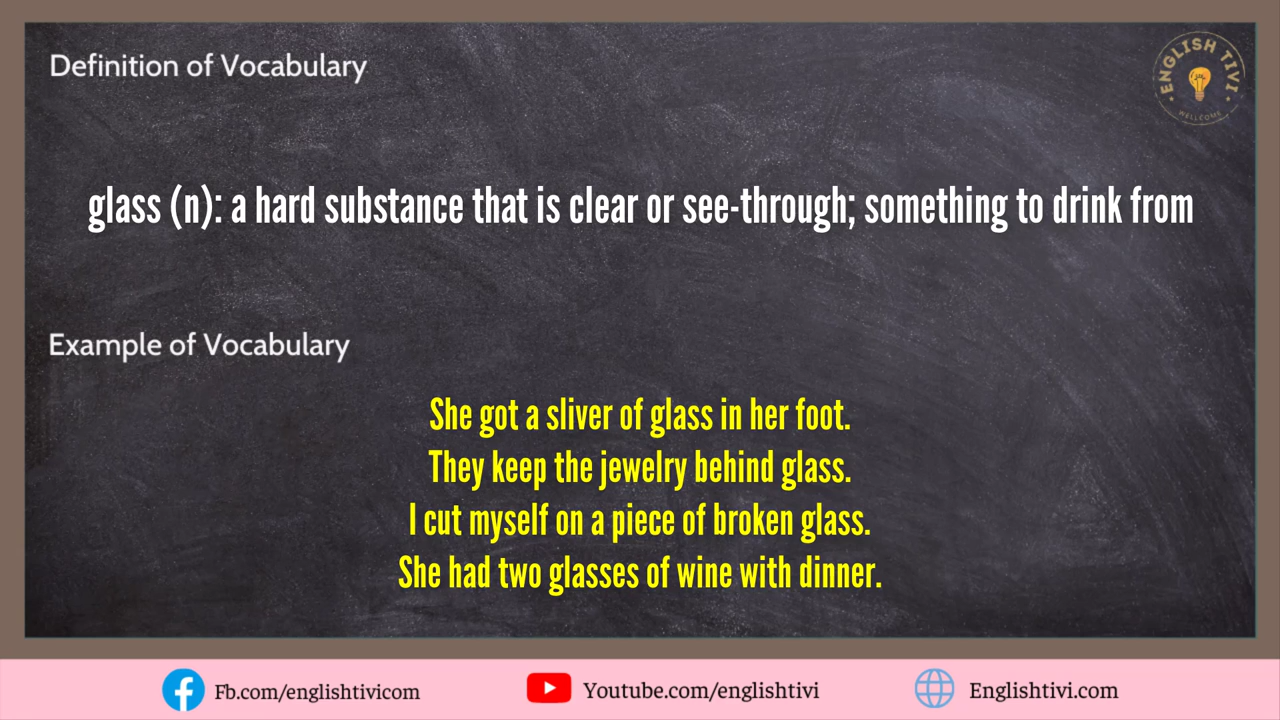 Definition of Vocabulary
ENGLISH TIVI
WELLCOME
glass (n): a hard substance that is clear or see-through; something to drink from
Example of Vocabulary
She got a sliver of glass in her foot.
They keep the jewelry behind glass.
I cut myself on a piece of broken glass.
She had two glasses of wine with dinner.
Fb.com/englishtivicom
Youtube.com/englishtivi
Englishtivi.com